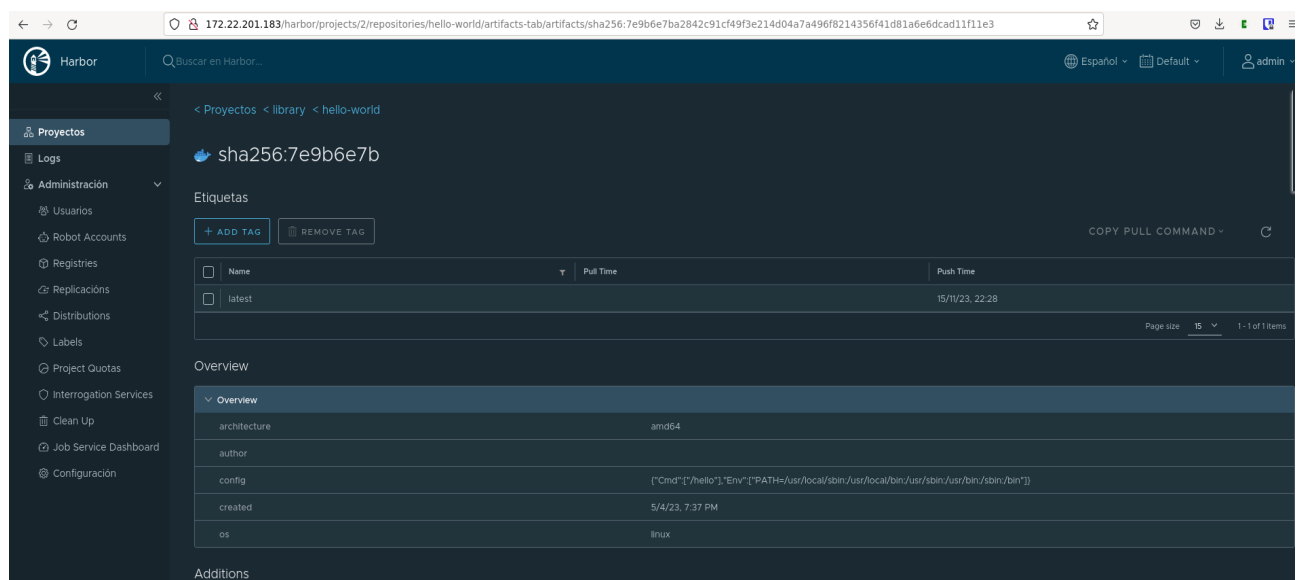 172.22.201.183/harbor/projects/2/repositories/hello-world/artifacts-tab/artifacts/sha256:7e9b6e7ba2842c91cf49f3e214d04a7a496f8214356f41d81a6e6dcad11f11e3
Harbor
Buscar en Harbor...
Español
Default
admin
Proyectos
Logs
Administración
Usuarios
Robot Accounts
Registries
Replicacións
Distributions
Labels
Project Quotas
Interrogation Services
Clean Up
Job Service Dashboard
Configuración
< Proyectos < library < hello-world
sha256:7e9b6e7b
Etiquetas
+ ADD TAG
REMOVE TAG
COPY PULL COMMAND
Name Pull Time Push Time
latest 15/11/23, 22:28
Page size 15 1 - 1 of 1 items
Overview
Overview
architecture amd64
author
config {"Cmd":["/hello"],"Env":["PATH=/usr/local/sbin:/usr/local/bin:/usr/sbin:/usr/bin:/sbin:/bin"]}
created 5/4/23, 7:37 PM
os linux
Additions